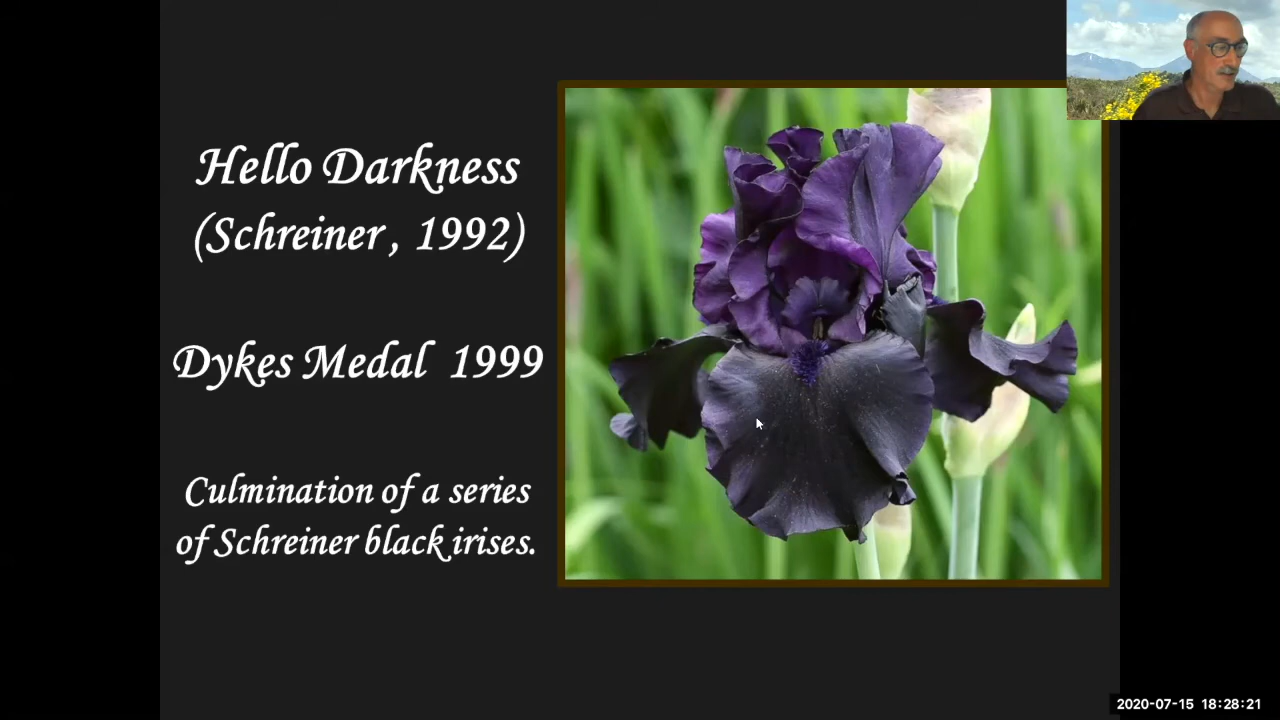 Hello Darkness
(Schreiner, 1992)
Dykes Medal 1999
Culmination of a series
of Schreiner black irises.
2020-07-15 18:28:21